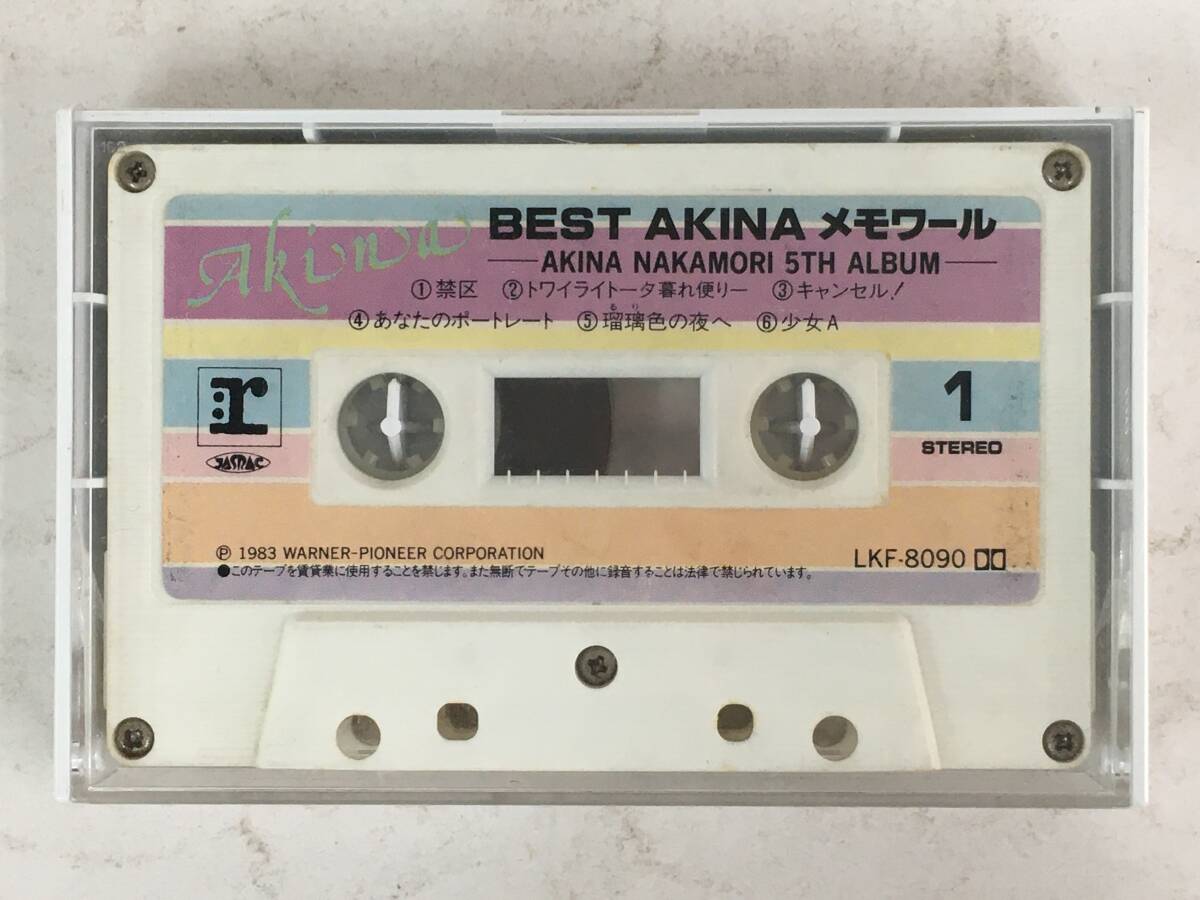 Akina
BEST AKINA メモワール
AKINA NAKAMORI 5TH ALBUM
①禁区 ②トワイライトー夕暮れ便りー ③キャンセル!
るり
④あなたのポートレート ⑤瑠璃色の夜へ ⑥少女A
r
1
STEREO
JASRAC
Ⓟ 1983 WARNER-PIONEER CORPORATION
LKF-8090
●このテープを賃貸業に使用することを禁じます。また無断でテープその他に録音することは法律で禁じられています。